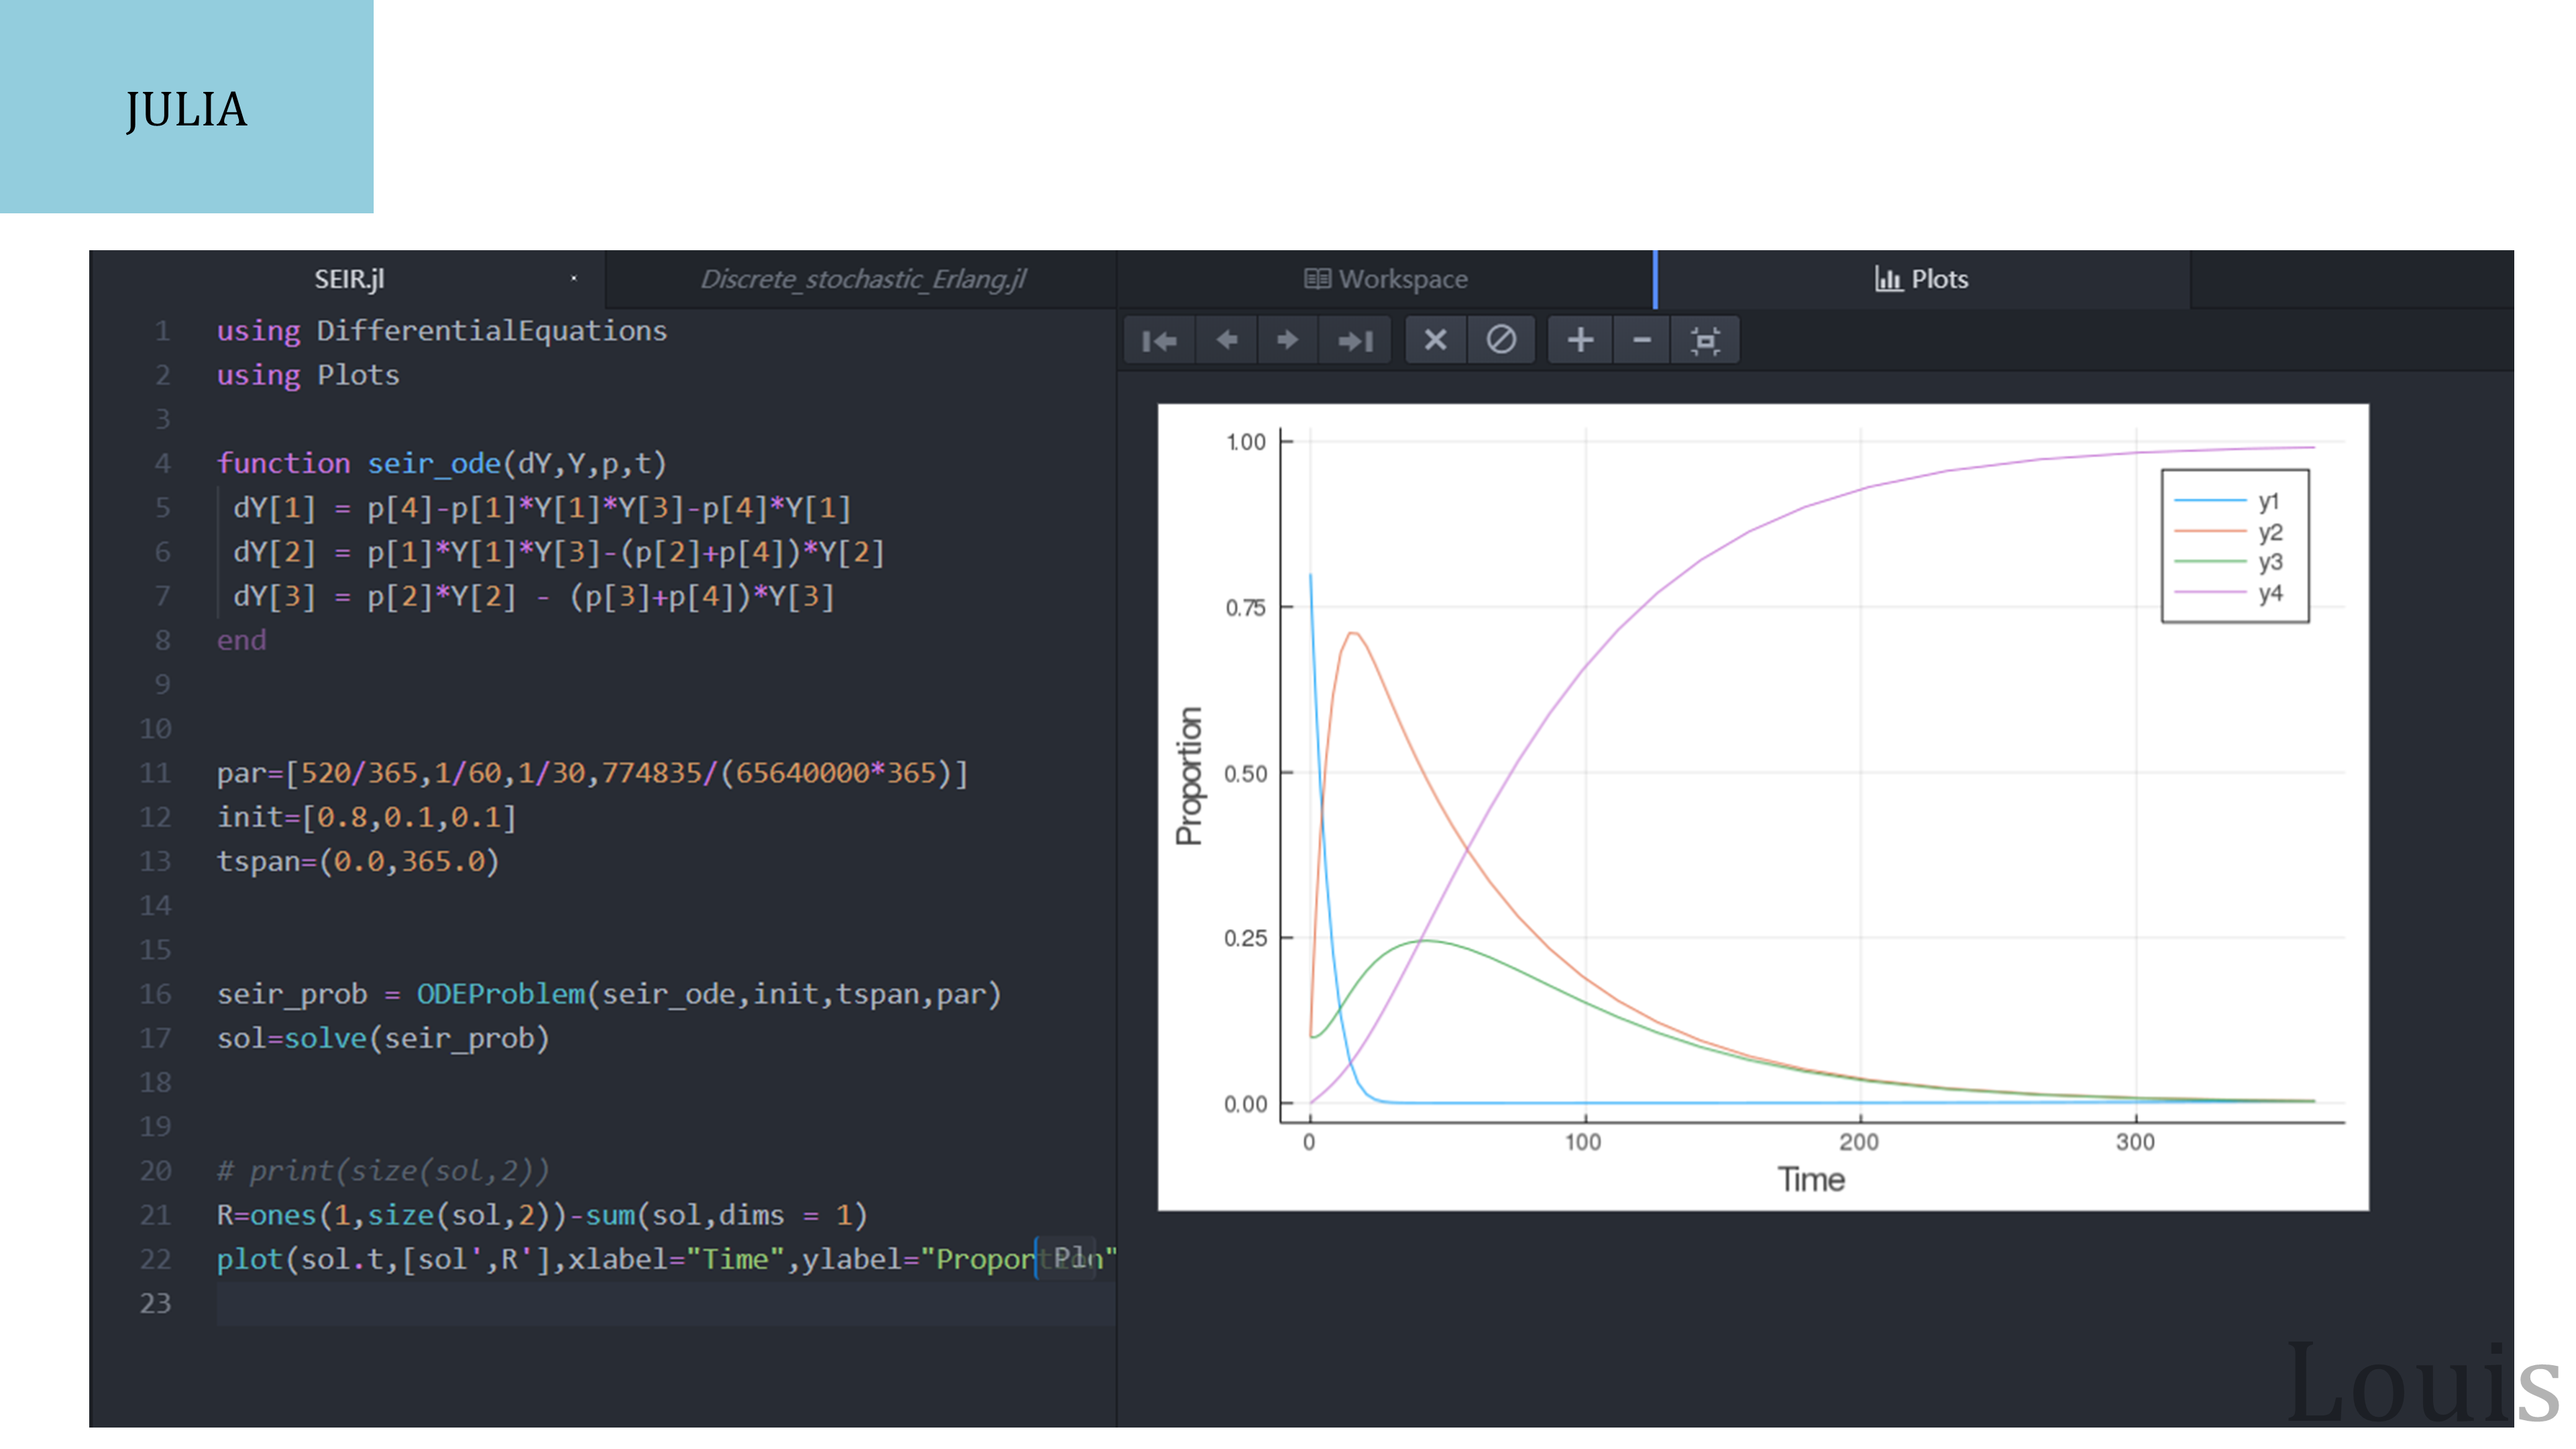 JULIA
SEIR.jl
Discrete_stochastic_Erlang.jl
Workspace
Plots
1 using DifferentialEquations
2 using Plots
3
4 function seir_ode(dY,Y,p,t)
5 dY[1] = p[4]-p[1]*Y[1]*Y[3]-p[4]*Y[1]
6 dY[2] = p[1]*Y[1]*Y[3]-(p[2]+p[4])*Y[2]
7 dY[3] = p[2]*Y[2] - (p[3]+p[4])*Y[3]
8 end
9
10
11 par=[520/365,1/60,1/30,774835/(65640000*365)]
12 init=[0.8,0.1,0.1]
13 tspan=(0.0,365.0)
14
15
16 seir_prob = ODEProblem(seir_ode,init,tspan,par)
17 sol=solve(seir_prob)
18
19
20 # print(size(sol,2))
21 R=ones(1,size(sol,2))-sum(sol,dims = 1)
22 plot(sol.t,[sol',R'],xlabel="Time",ylabel="Proportion"
23
1.00
0.75
0.50
0.25
0.00
Proportion
0 100 200 300
Time
y1
y2
y3
y4
Louis